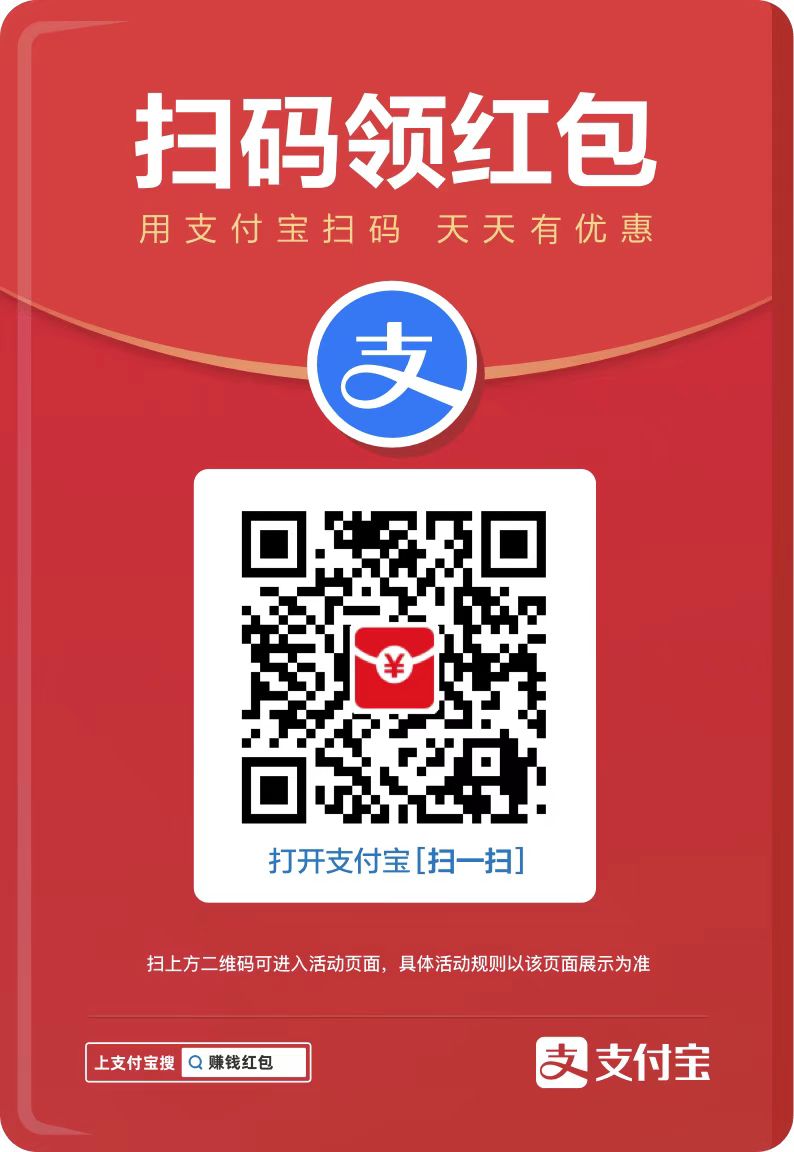 扫码领红包
用支付宝扫码 天天有优惠
支
¥
打开支付宝[扫一扫]
扫上方二维码可进入活动页面，具体活动规则以该页面展示为准
上支付宝搜 赚钱红包
支 支付宝